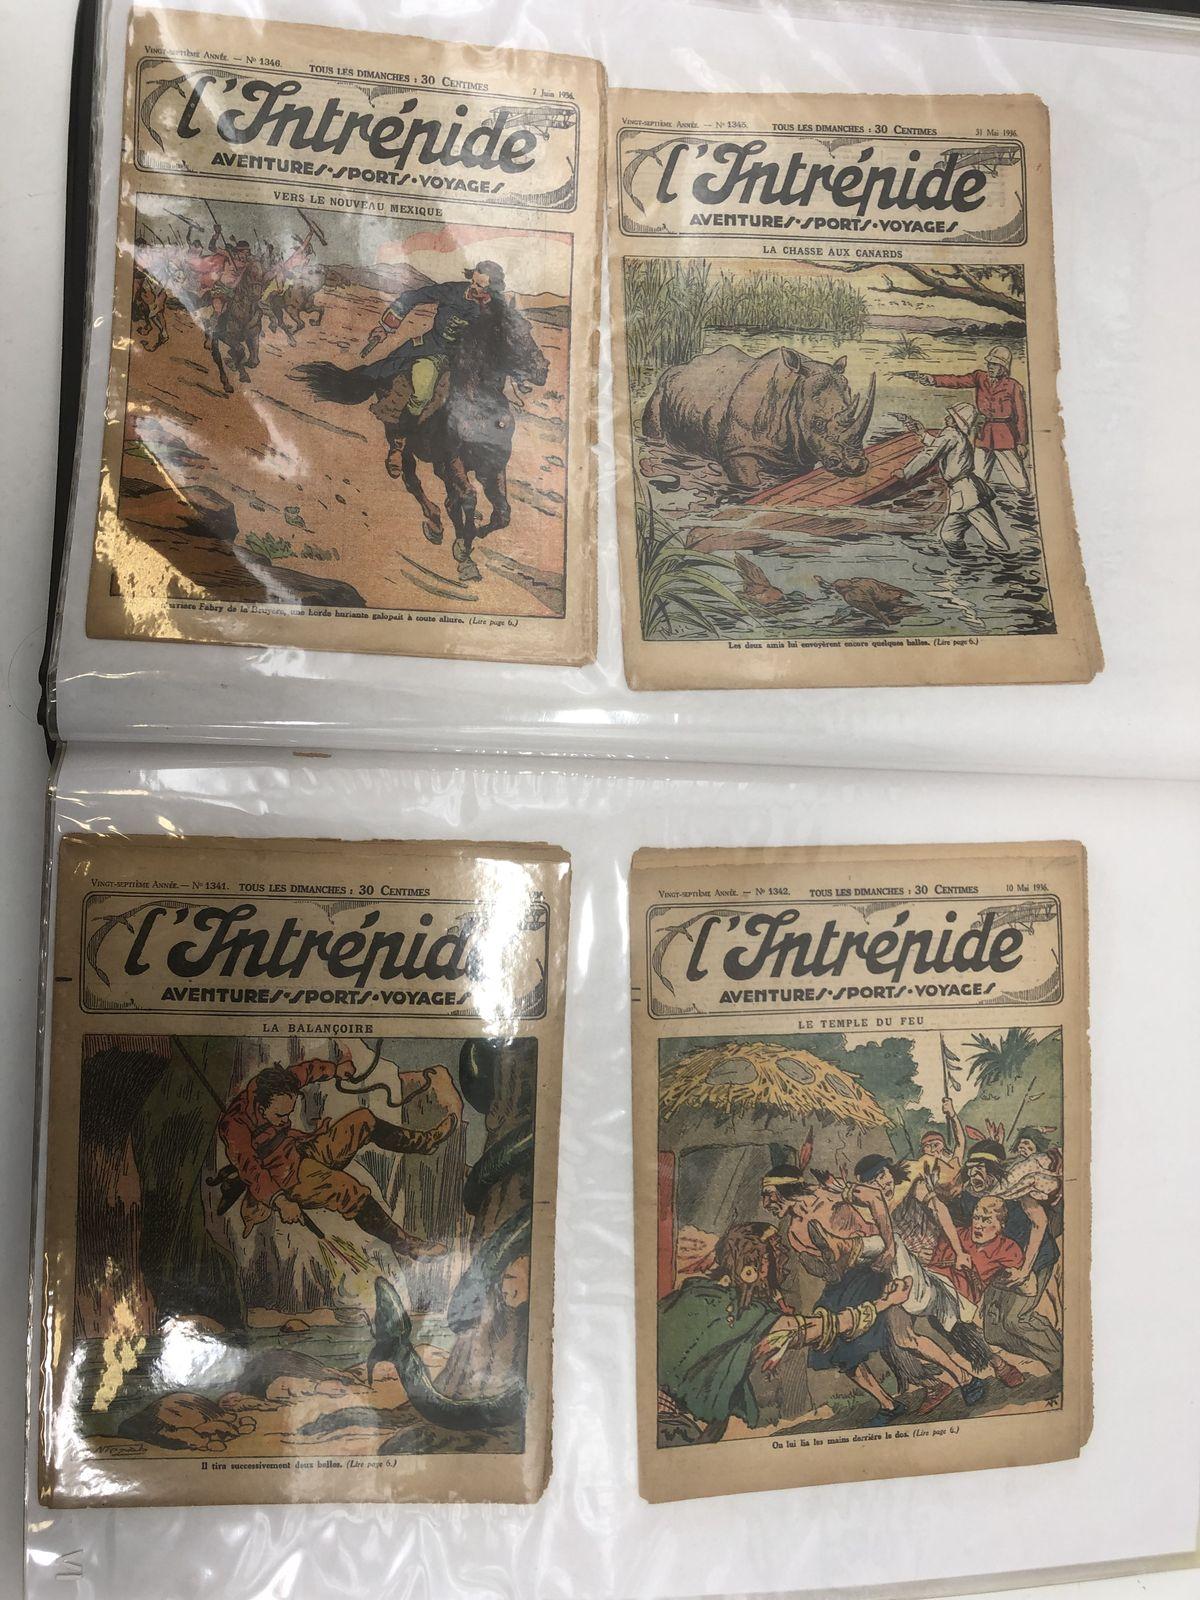 Vingt-septième Année. — N° 1346. TOUS LES DIMANCHES : 30 Centimes 7 Juin 1936.
l'Intrépide
AVENTURES·SPORTS·VOYAGES
VERS LE NOUVEAU MEXIQUE
Fabry de la Bruyère, une horde hurlante galopait à toute allure. (Lire page 6.)
Vingt-septième Année. — N° 1345. TOUS LES DIMANCHES : 30 Centimes 31 Mai 1936.
l'Intrépide
AVENTURES·SPORTS·VOYAGES
LA CHASSE AUX CANARDS
Les deux amis lui envoyèrent encore quelques balles. (Lire page 6.)
Vingt-septième Année. — N° 1341. TOUS LES DIMANCHES : 30 Centimes
l'Intrépide
AVENTURES·SPORTS·VOYAGES
LA BALANÇOIRE
Il tira successivement deux balles. (Lire page 6.)
Vingt-septième Année. — N° 1342. TOUS LES DIMANCHES : 30 Centimes 10 Mai 1936.
l'Intrépide
AVENTURES·SPORTS·VOYAGES
LE TEMPLE DU FEU
On lui lia les mains derrière le dos. (Lire page 6.)